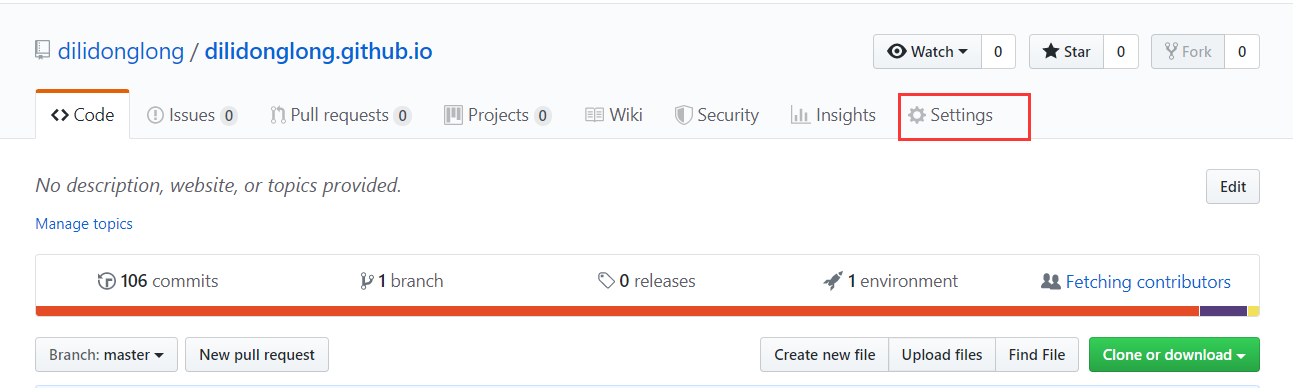 dilidonglong / dilidonglong.github.io Watch 0 Star 0 Fork 0
Code Issues 0 Pull requests 0 Projects 0 Wiki Security Insights Settings
No description, website, or topics provided. Edit
Manage topics
106 commits 1 branch 0 releases 1 environment Fetching contributors
Branch: master New pull request Create new file Upload files Find File Clone or download